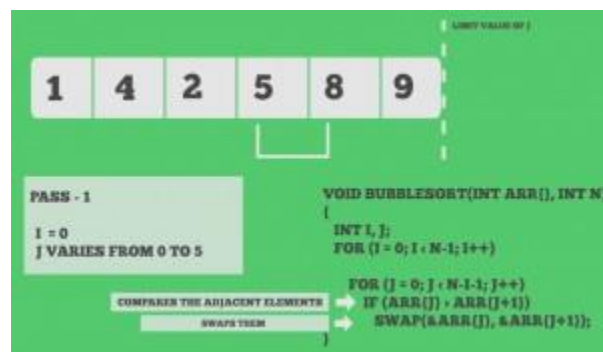 LIMIT VALUE OF J
1 4 2 5 8 9
PASS - 1
I = 0
J VARIES FROM 0 TO 5
VOID BUBBLESORT(INT ARR[], INT N
{
INT I, J;
FOR (I = 0; I < N-1; I++)
FOR (J = 0; J < N-I-1; J++)
COMPARES THE ADJACENT ELEMENTS
IF (ARR[J] > ARR[J+1])
SWAPS THEM
SWAP(&ARR[J], &ARR[J+1]);
}